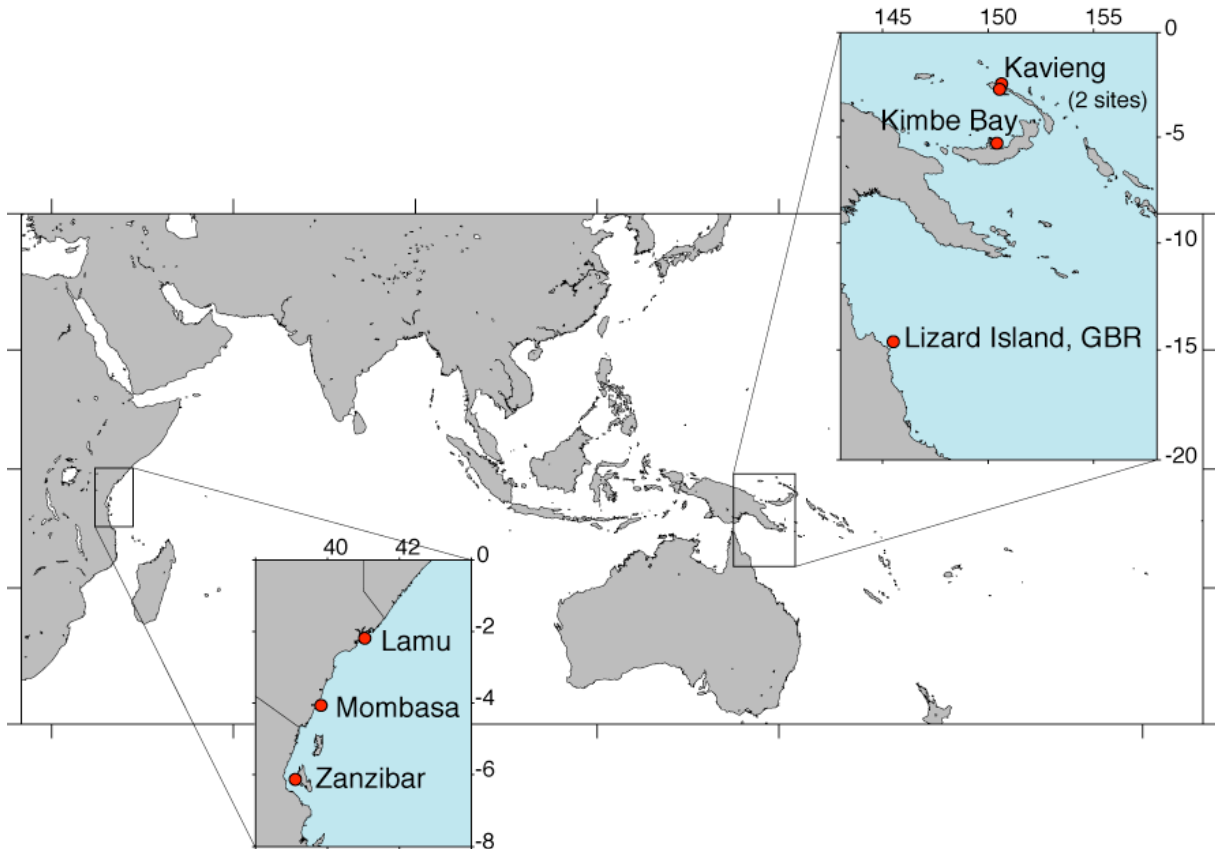 145 150 155
0
Kavieng
(2 sites)
Kimbe Bay
-5
-10
Lizard Island, GBR
-15
-20
40 42
0
-2
Lamu
-4
Mombasa
-6
Zanzibar
-8